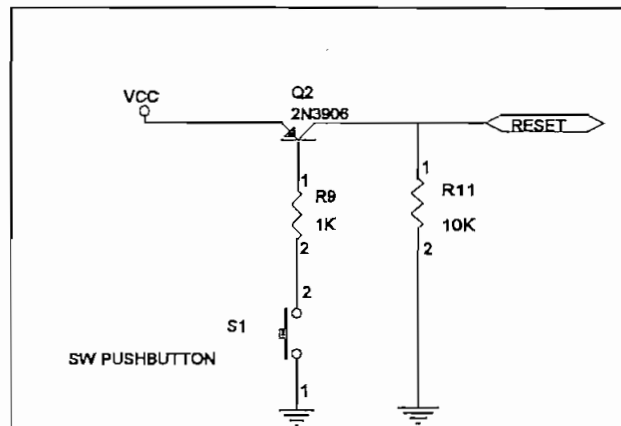 Q2
VCC
2N3906
RESET
1
R9
1K
2
1
R11
10K
2
2
S1
SW PUSHBUTTON
1